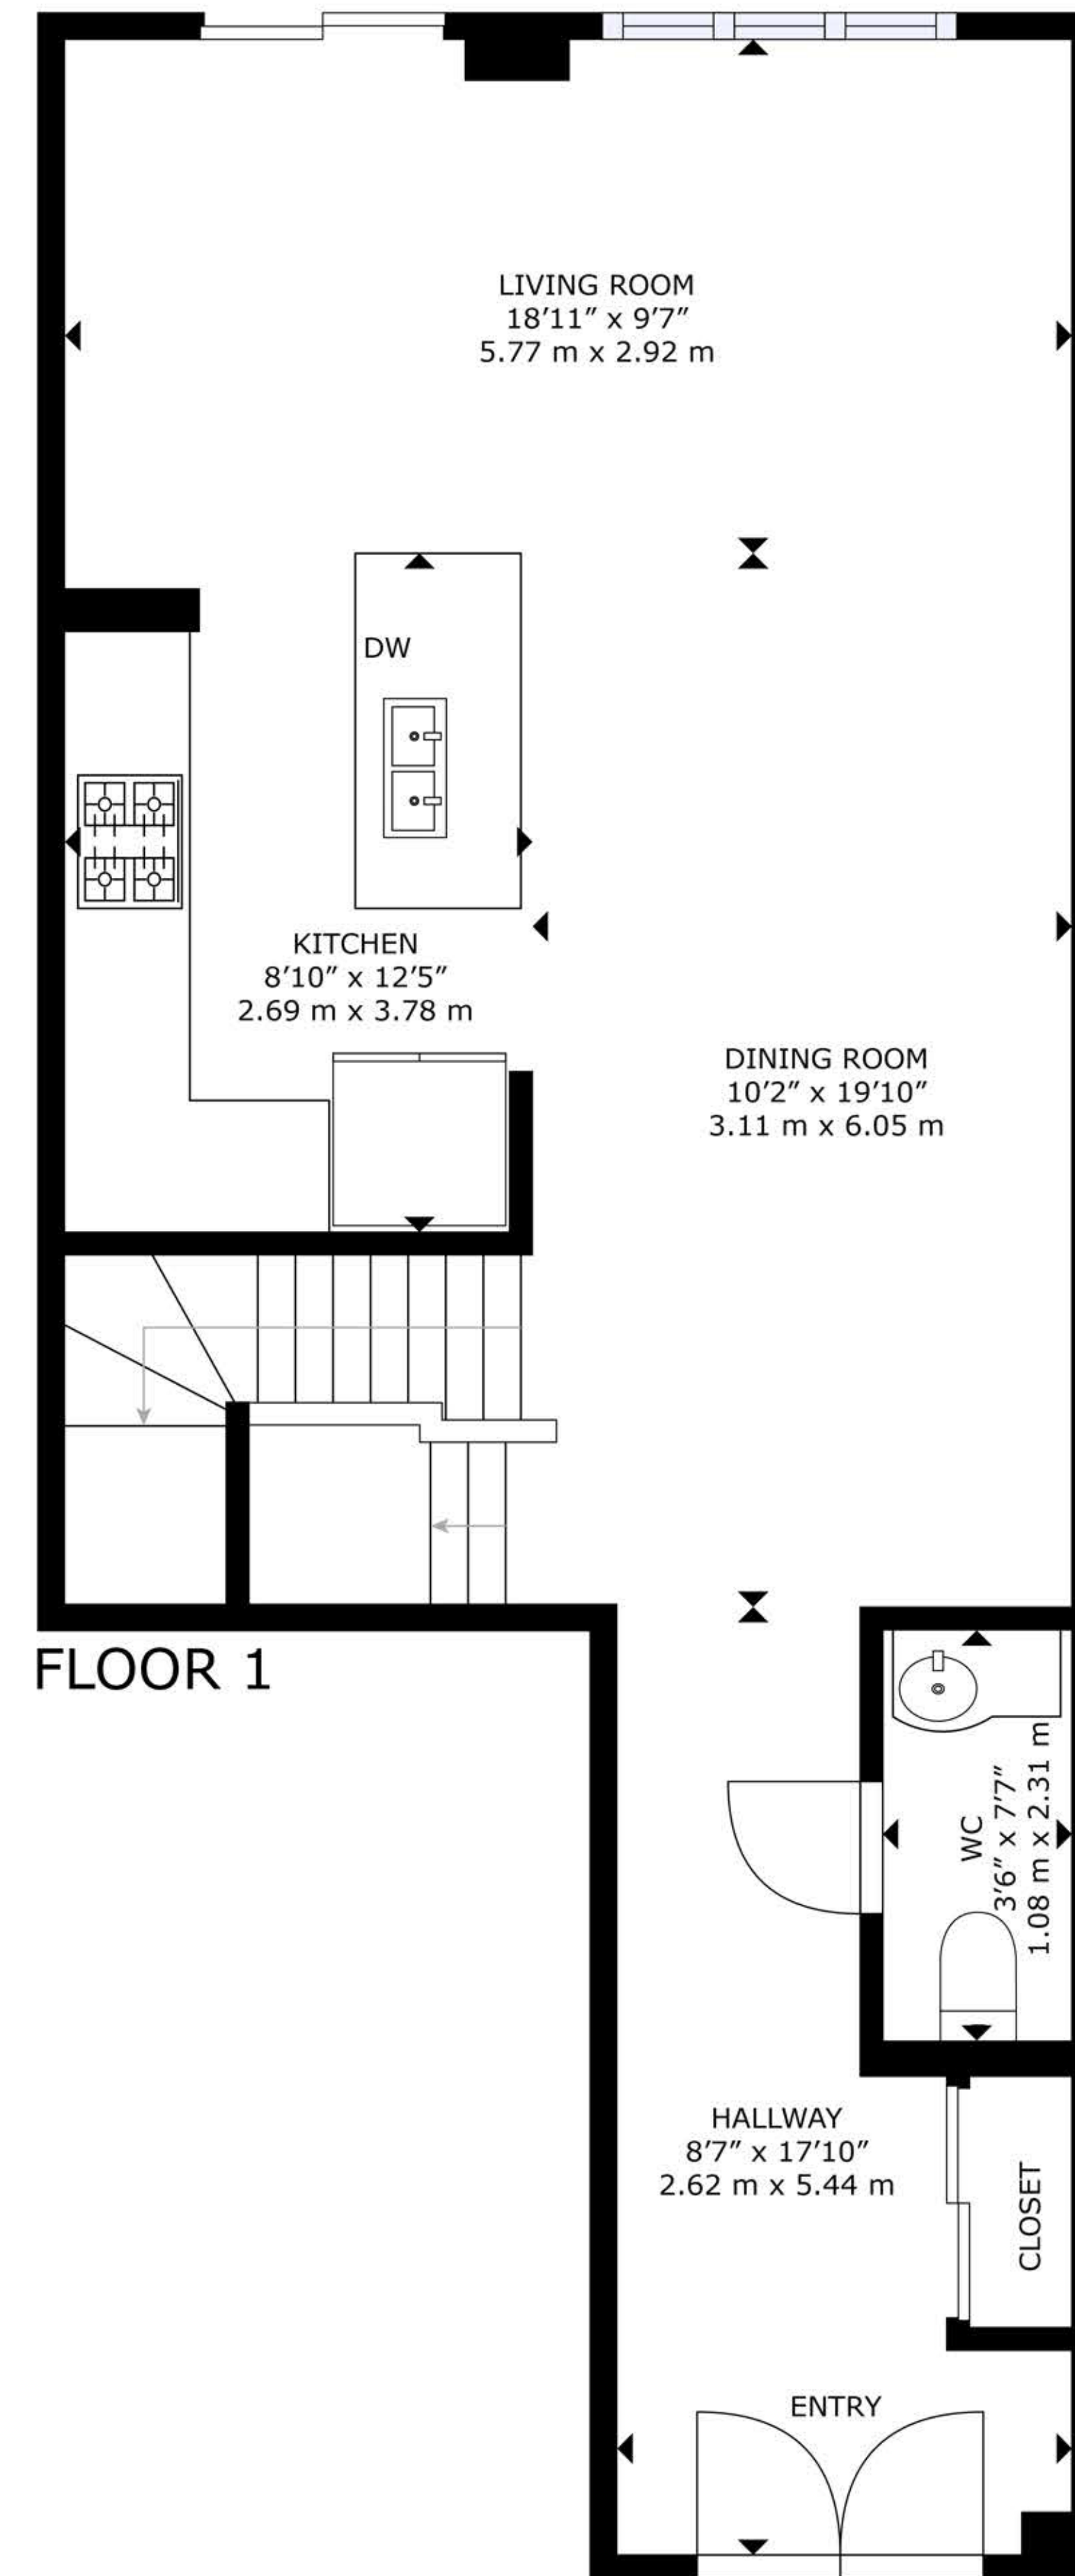 LIVING ROOM
18’11” x 9’7”
5.77 m x 2.92 m
DW
KITCHEN
8’10” x 12’5”
2.69 m x 3.78 m
DINING ROOM
10’2” x 19’10”
3.11 m x 6.05 m
FLOOR 1
WC
3’6” x 7’7”
1.08 m x 2.31 m
HALLWAY
8’7” x 17’10”
2.62 m x 5.44 m
CLOSET
ENTRY